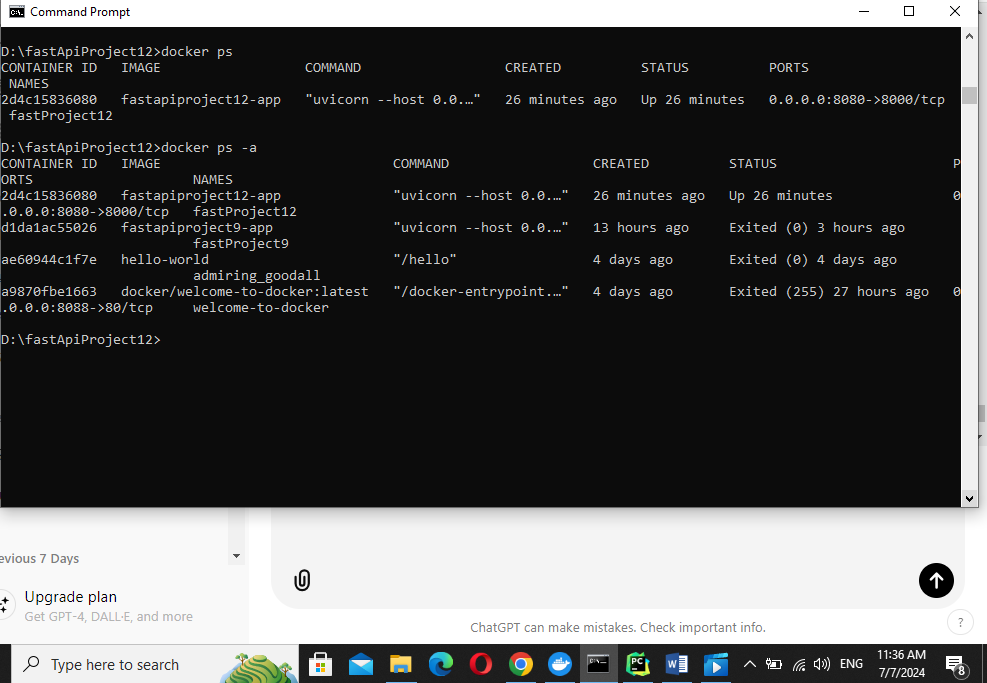 Command Prompt
D:\fastApiProject12>docker ps
CONTAINER ID   IMAGE                  COMMAND                  CREATED          STATUS          PORTS
 NAMES
2d4c15836080   fastapiproject12-app   "uvicorn --host 0.0.…"   26 minutes ago   Up 26 minutes   0.0.0.0:8080->8000/tcp
 fastProject12
D:\fastApiProject12>docker ps -a
CONTAINER ID   IMAGE                             COMMAND                  CREATED          STATUS                      P
ORTS                    NAMES
2d4c15836080   fastapiproject12-app              "uvicorn --host 0.0.…"   26 minutes ago   Up 26 minutes               0
.0.0.0:8080->8000/tcp   fastProject12
d1da1ac55026   fastapiproject9-app               "uvicorn --host 0.0.…"   13 hours ago     Exited (0) 3 hours ago
                        fastProject9
ae60944c1f7e   hello-world                       "/hello"                 4 days ago       Exited (0) 4 days ago
                        admiring_goodall
a9870fbe1663   docker/welcome-to-docker:latest   "/docker-entrypoint.…"   4 days ago       Exited (255) 27 hours ago   0
.0.0.0:8088->80/tcp     welcome-to-docker
D:\fastApiProject12>
evious 7 Days
Upgrade plan
Get GPT-4, DALL·E, and more
ChatGPT can make mistakes. Check important info.
?
Type here to search
PC
W
ENG
11:36 AM
7/7/2024
8